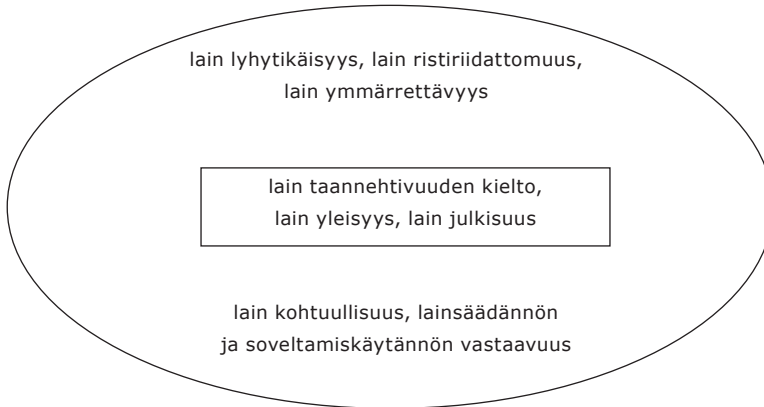 lain lyhytikäisyys, lain ristiriidattomuus,
lain ymmärrettävyys
lain taannehtivuuden kielto,
lain yleisyys, lain julkisuus
lain kohtuullisuus, lainsäädännön
ja soveltamiskäytännön vastaavuus